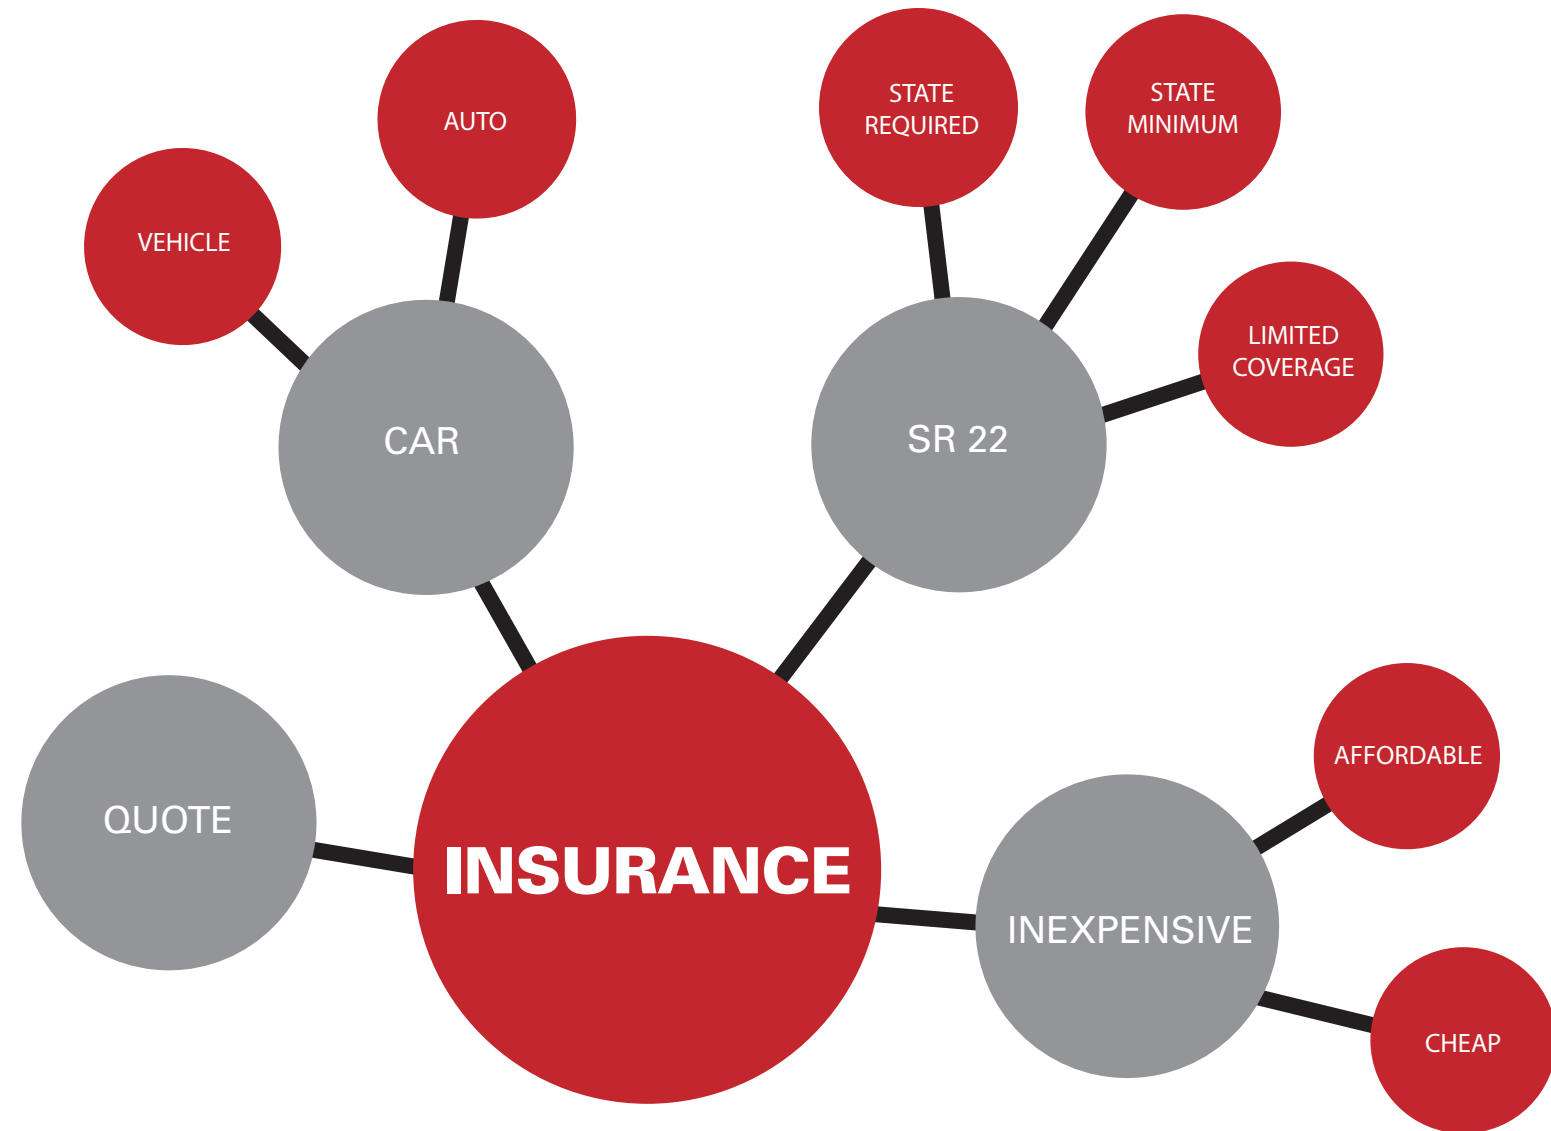 STATE
REQUIRED
STATE
MINIMUM
AUTO
VEHICLE
LIMITED
COVERAGE
CAR
SR 22
AFFORDABLE
QUOTE
INSURANCE
INEXPENSIVE
CHEAP